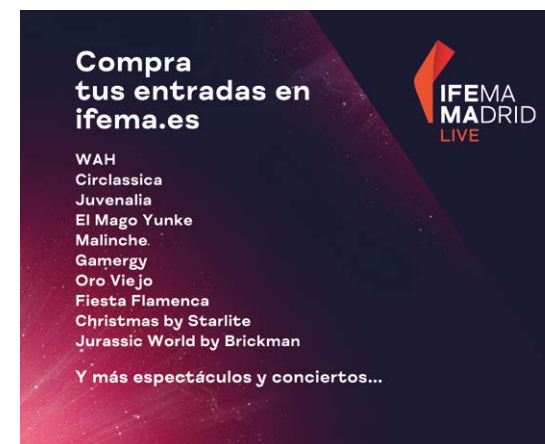 Compra
tus entradas en
ifema.es
WAH
Circlassica
Juvenalia
El Mago Yunke
Malinche
Gamergy
Oro Viejo
Fiesta Flamenca
Christmas by Starlite
Jurassic World by Brickman
Y más espectáculos y conciertos...
IFEMA
MADRID
LIVE